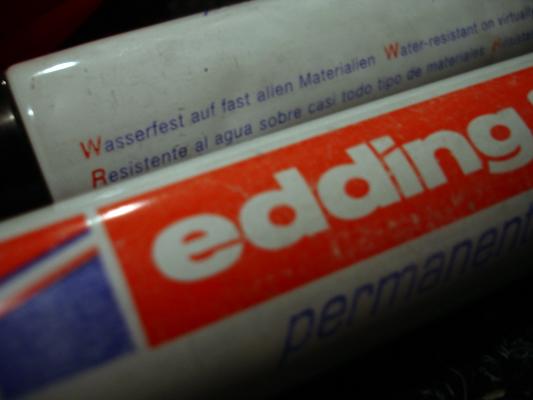 Wasserfest auf fast allen Materialien Water-resistant on virtually
Resistente al agua sobre casi todo tipo de materiales
edding
permanent